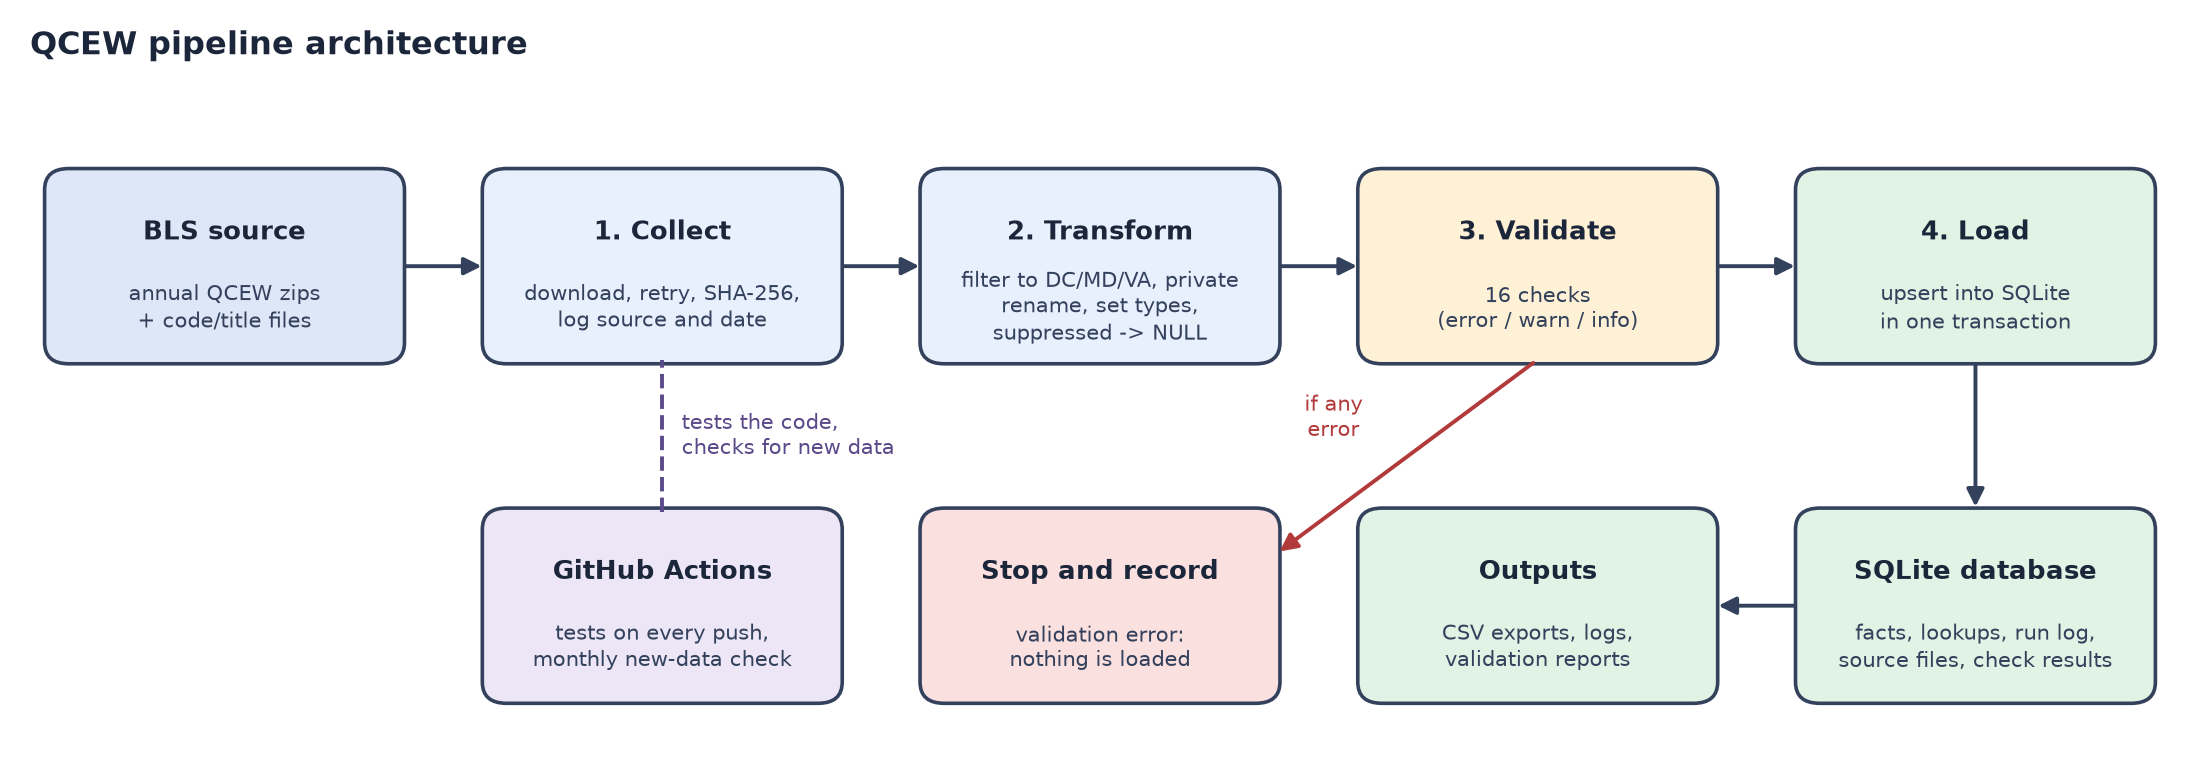 QCEW pipeline architecture
BLS source
annual QCEW zips
+ code/title files
1. Collect
download, retry, SHA-256,
log source and date
2. Transform
filter to DC/MD/VA, private
rename, set types,
suppressed -> NULL
3. Validate
16 checks
(error / warn / info)
4. Load
upsert into SQLite
in one transaction
tests the code,
checks for new data
if any
error
GitHub Actions
tests on every push,
monthly new-data check
Stop and record
validation error:
nothing is loaded
Outputs
CSV exports, logs,
validation reports
SQLite database
facts, lookups, run log,
source files, check results